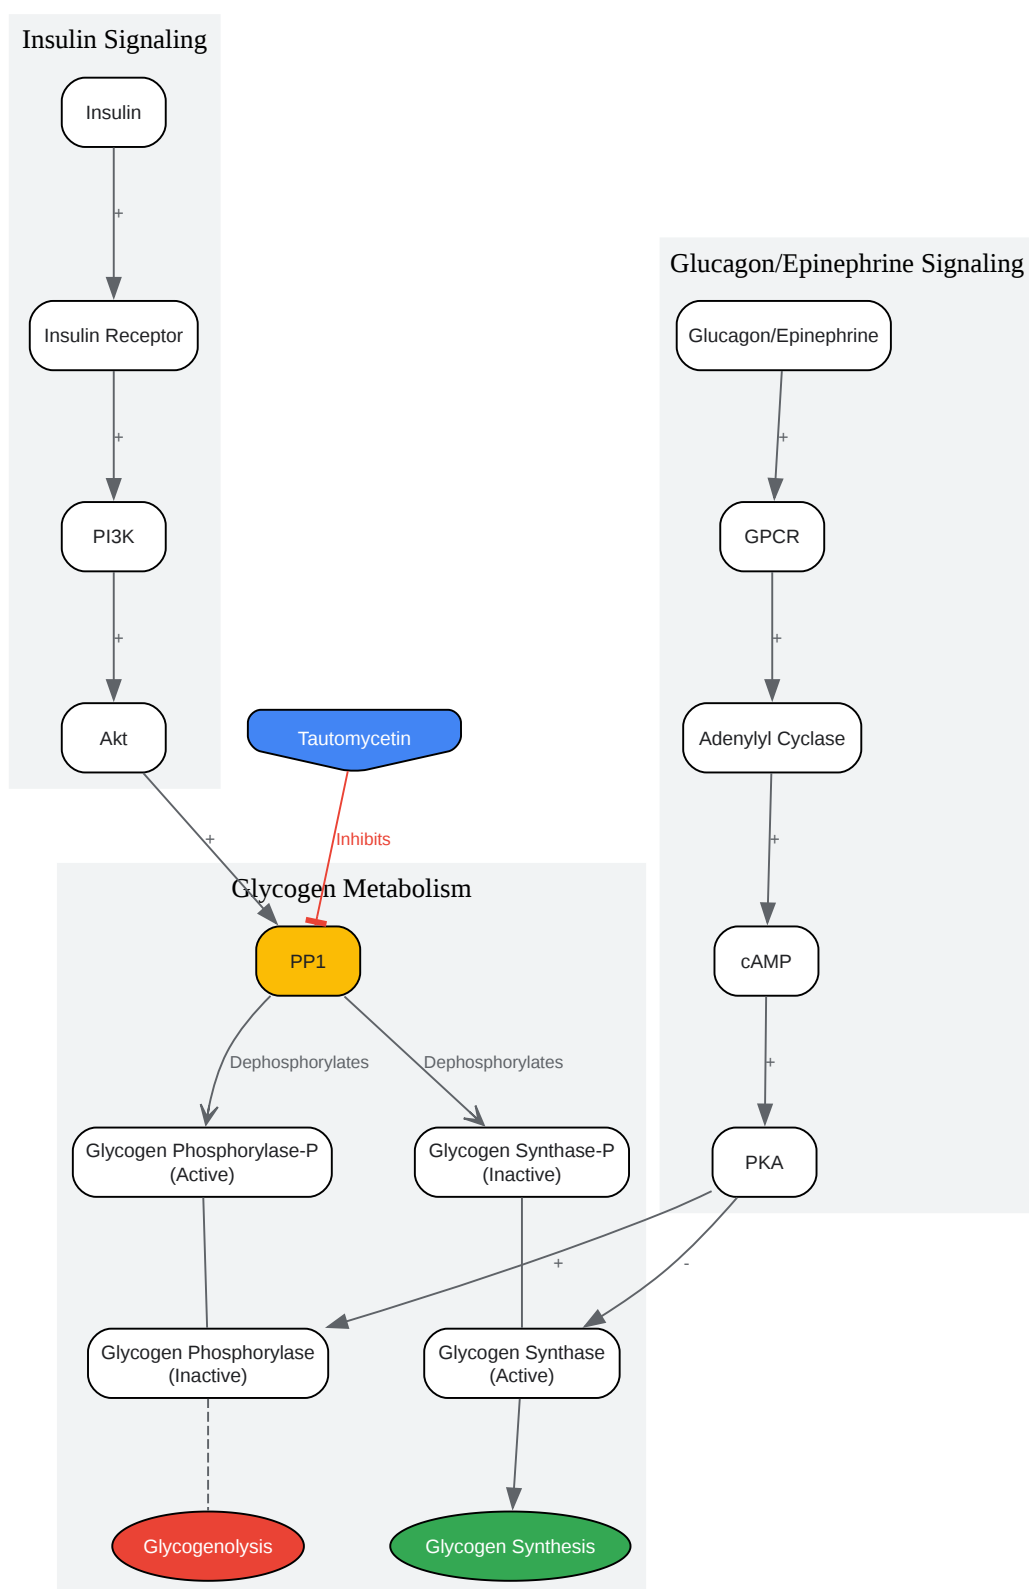 Insulin Signaling
Insulin
+
Insulin Receptor
+
PI3K
+
Akt
+
Tautomycetin
Inhibits
Glucagon/Epinephrine Signaling
Glucagon/Epinephrine
+
GPCR
+
Adenylyl Cyclase
+
cAMP
+
PKA
+
-
Glycogen Metabolism
PP1
Dephosphorylates
Dephosphorylates
Glycogen Phosphorylase-P
(Active)
Glycogen Synthase-P
(Inactive)
Glycogen Phosphorylase
(Inactive)
Glycogen Synthase
(Active)
Glycogenolysis
Glycogen Synthesis